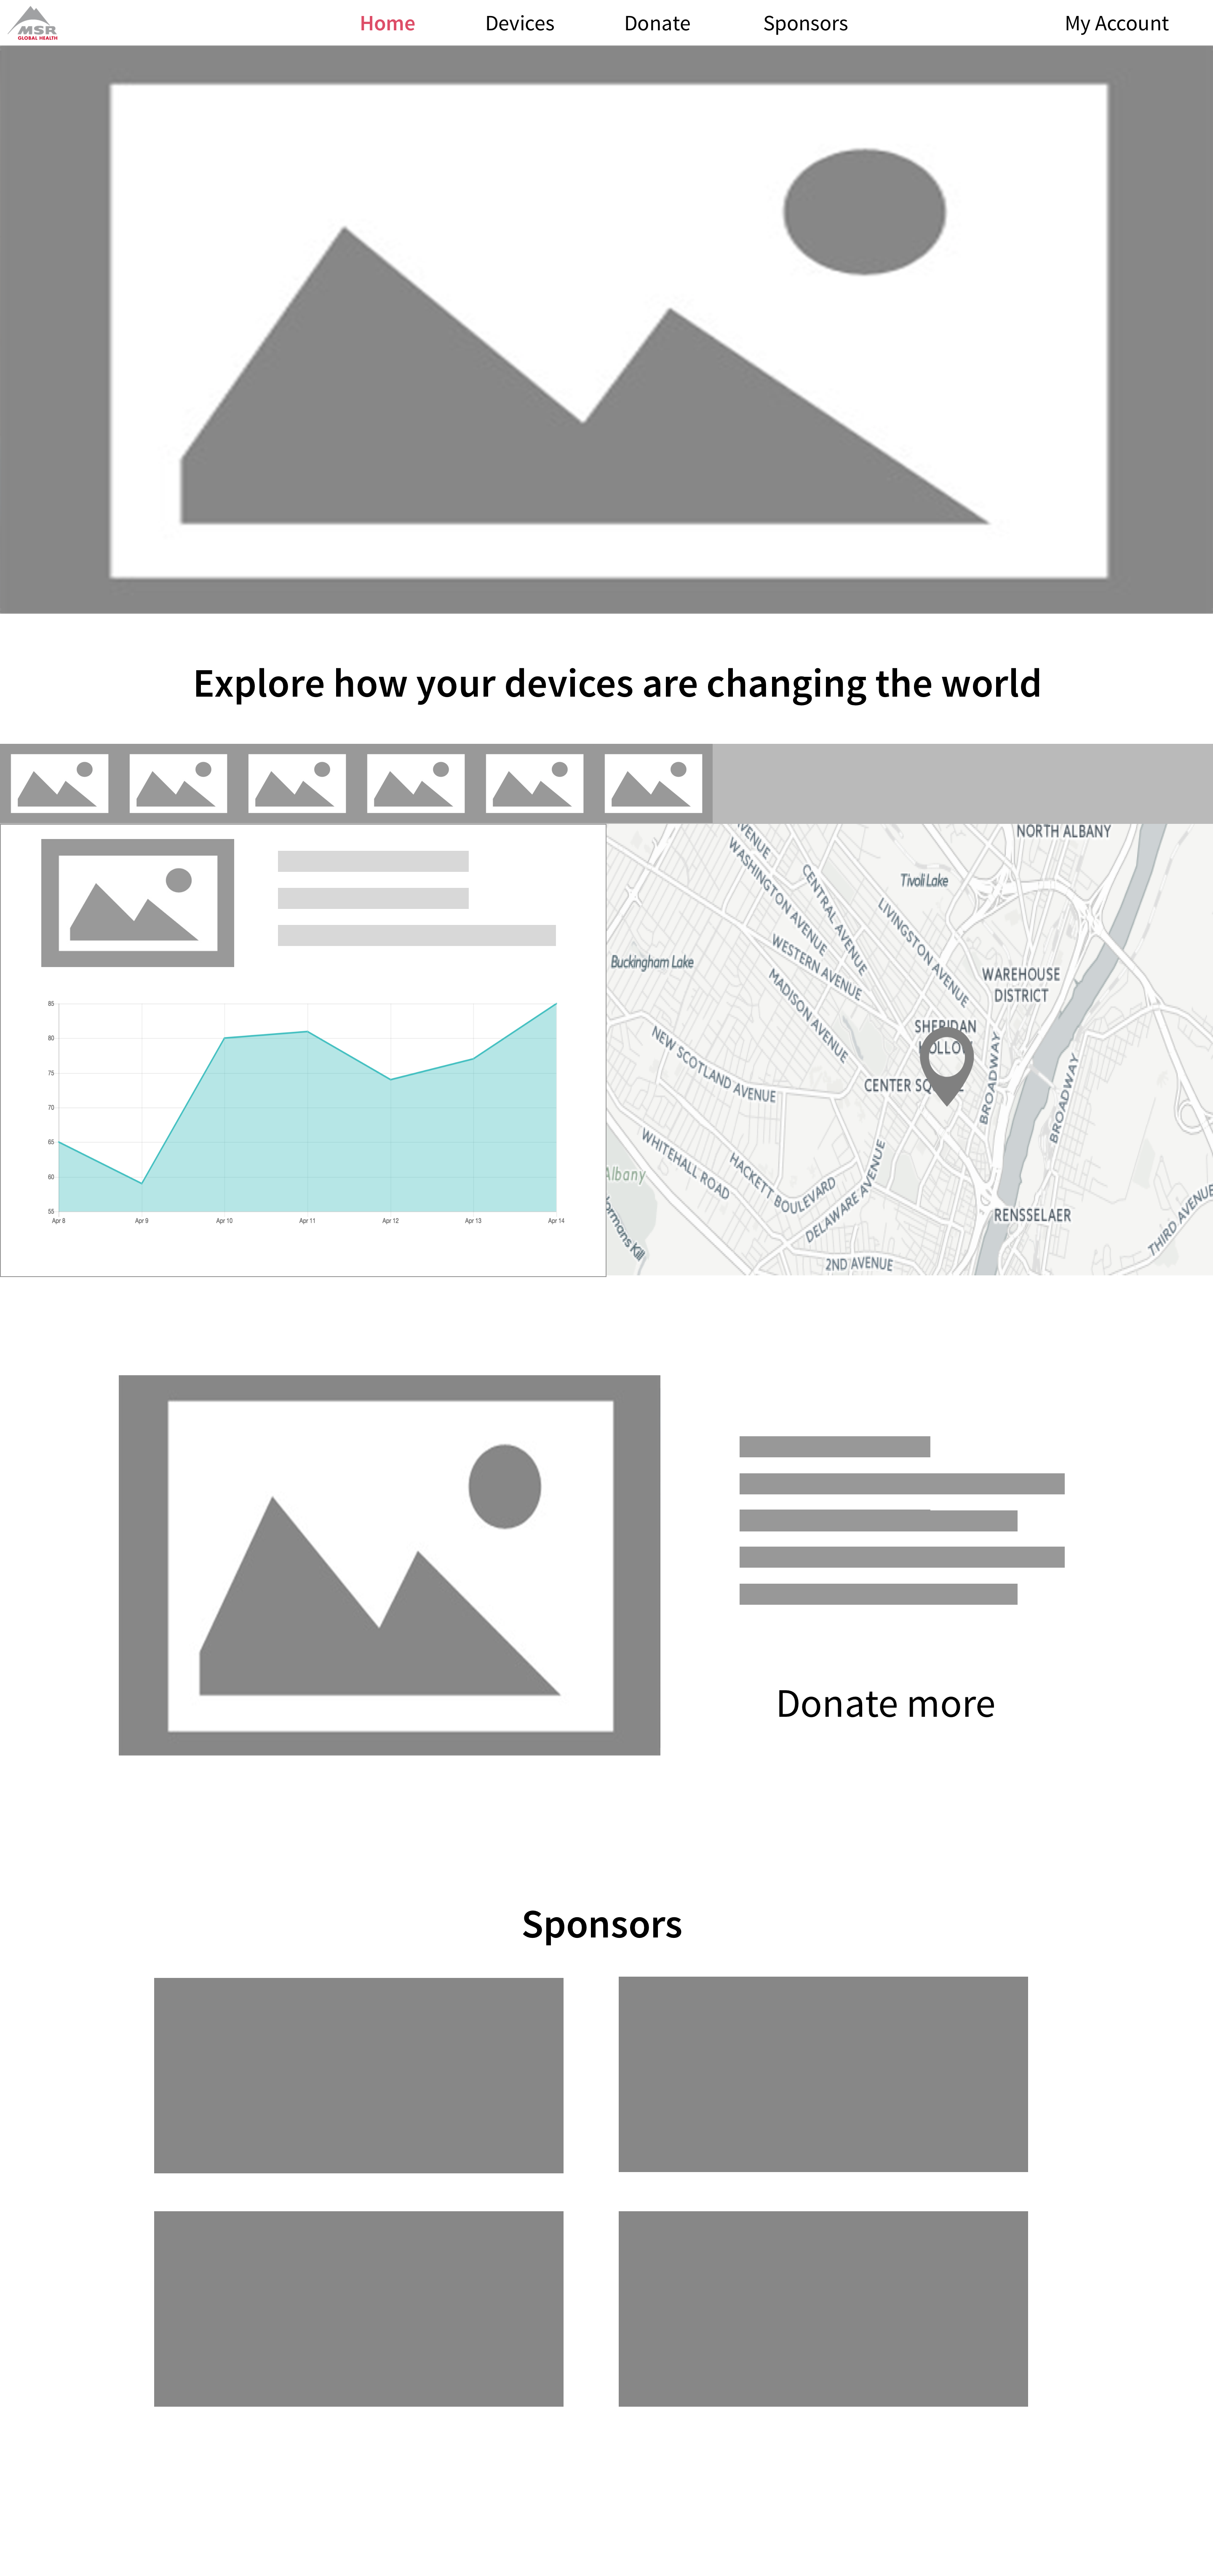 MSR
GLOBAL HEALTH
Home
Devices
Donate
Sponsors
My Account
Explore how your devices are changing the world
85
80
75
70
65
60
55
Apr 8
Apr 9
Apr 10
Apr 11
Apr 12
Apr 13
Apr 14
NORTH ALBANY
VENUE
WASHINGTON AVENUE
CENTRAL AVENUE
Tivoli Lake
LIVINGSTON AVENUE
WESTERN AVENUE
Buckingham Lake
MADISON AVENUE
WAREHOUSE
DISTRICT
SHERIDAN
NEW SCOTLAND AVENUE
CENTER
BROADWAY
BROADWAY
WHITEHALL ROAD
HACKETT BOULEVARD
DELAWARE AVENUE
Albany
ormans Kill
RENSSELAER
THIRD AVENUE
2ND AVENUE
Donate more
Sponsors